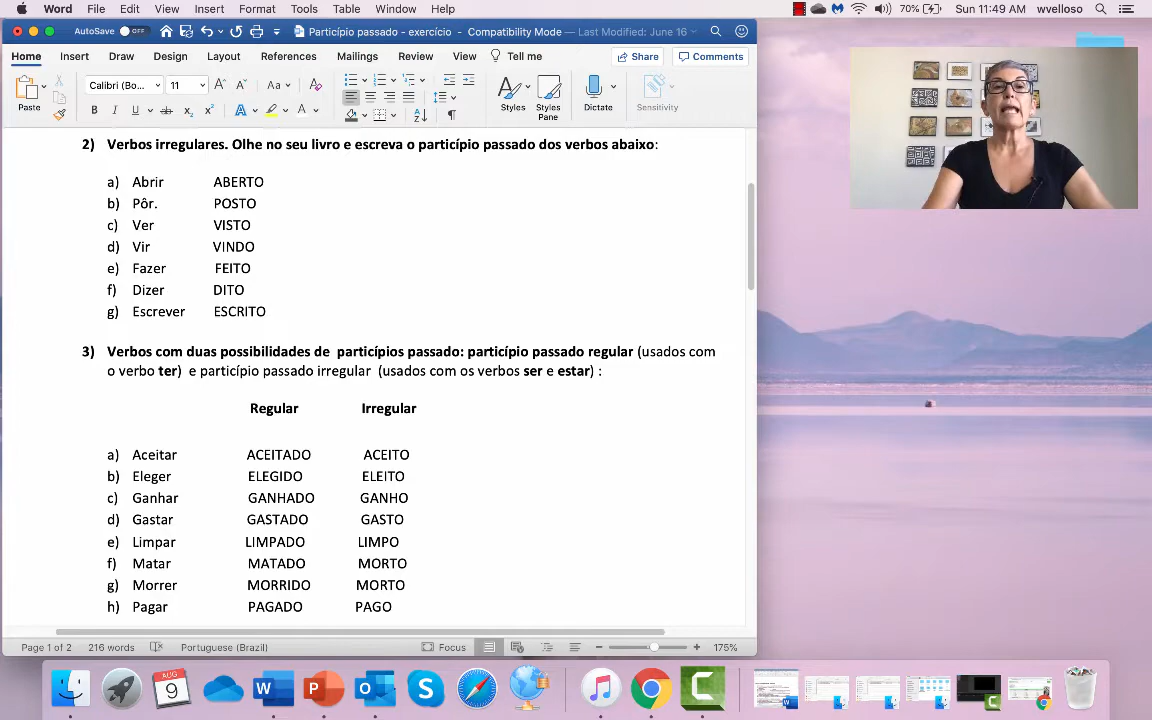 Word File Edit View Insert Format Tools Table Window Help 70% Sun 11:49 AM wvelloso
AutoSave OFF Particípio passado - exercício - Compatibility Mode — Last Modified: June 16
Home Insert Draw Design Layout References Mailings Review View Tell me Share Comments
Paste Calibri (Bo... 11 Aa Styles Styles Pane Dictate Sensitivity
2) Verbos irregulares. Olhe no seu livro e escreva o particípio passado dos verbos abaixo:
a) Abrir ABERTO
b) Pôr. POSTO
c) Ver VISTO
d) Vir VINDO
e) Fazer FEITO
f) Dizer DITO
g) Escrever ESCRITO
3) Verbos com duas possibilidades de particípios passado: particípio passado regular (usados com
o verbo ter) e particípio passado irregular (usados com os verbos ser e estar) :
Regular Irregular
a) Aceitar ACEITADO ACEITO
b) Eleger ELEGIDO ELEITO
c) Ganhar GANHADO GANHO
d) Gastar GASTADO GASTO
e) Limpar LIMPADO LIMPO
f) Matar MATADO MORTO
g) Morrer MORRIDO MORTO
h) Pagar PAGADO PAGO
Page 1 of 2 216 words Portuguese (Brazil) Focus 175%
AUG
9